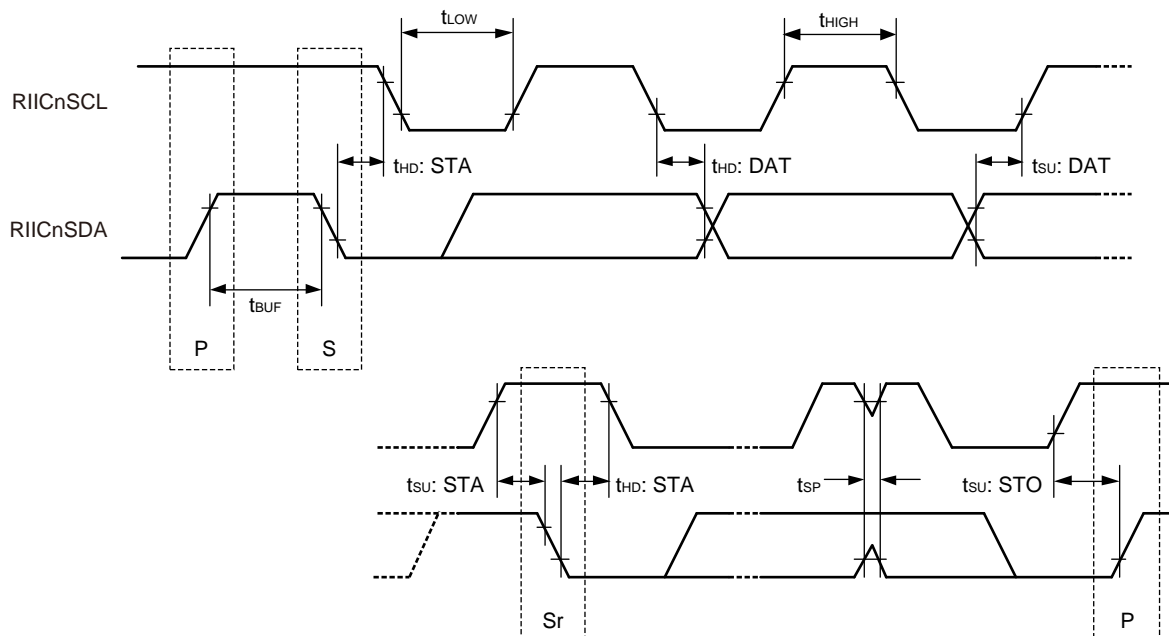 tLOW
tHIGH
RIICnSCL
tHD: STA
tHD: DAT
tSU: DAT
RIICnSDA
tBUF
P
S
tSU: STA
tHD: STA
tSP
tSU: STO
Sr
P